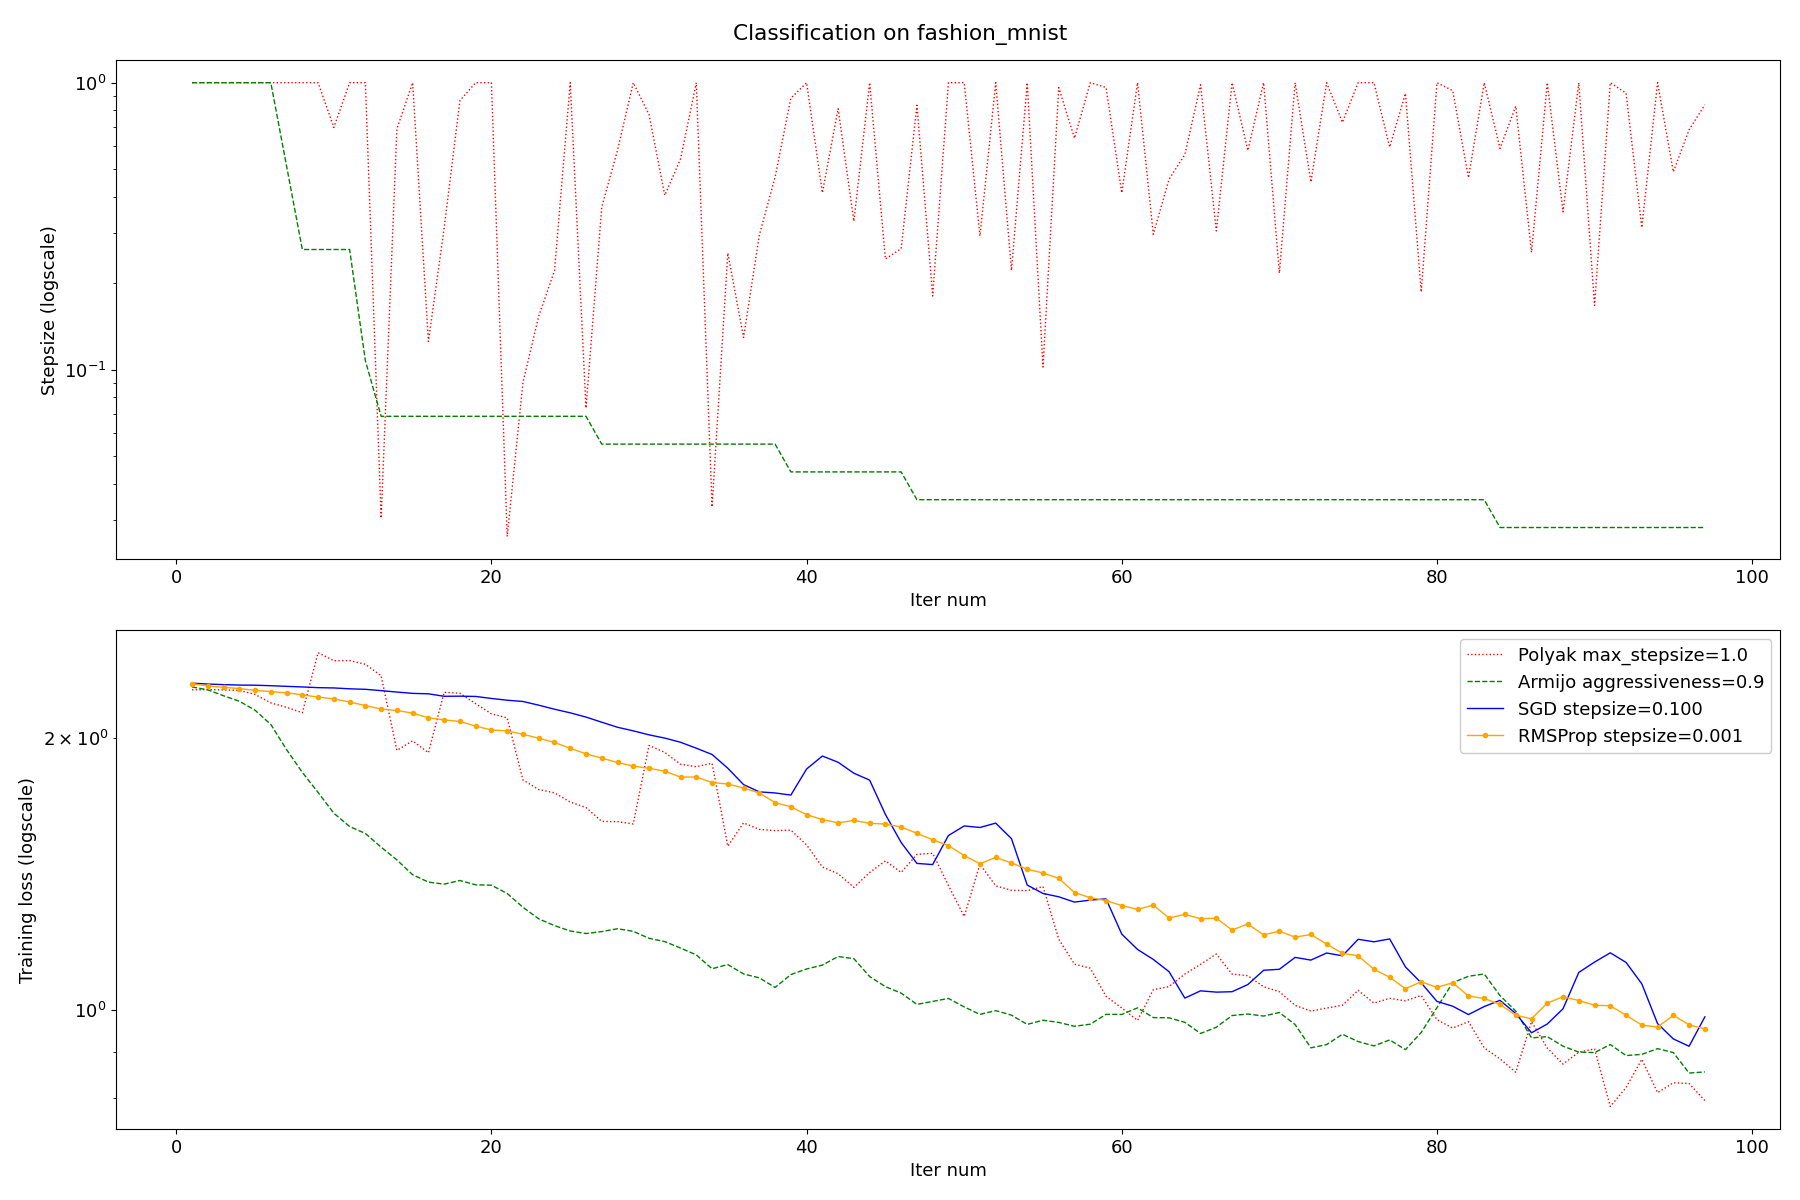 Classification on fashion_mnist
10^0
10^-1
Stepsize (logscale)
0 20 40 60 80 100
Iter num
Polyak max_stepsize=1.0
Armijo aggressiveness=0.9
SGD stepsize=0.100
RMSProp stepsize=0.001
2 × 10^0
10^0
Training loss (logscale)
0 20 40 60 80 100
Iter num